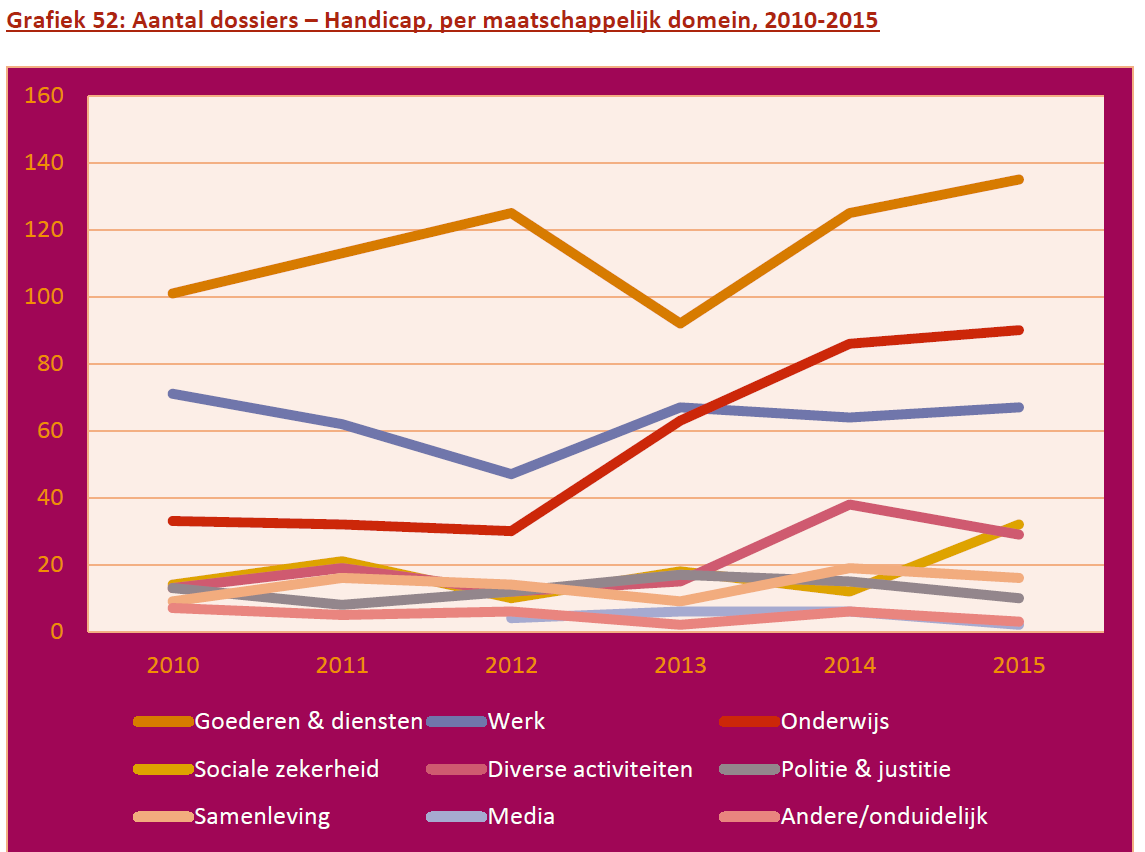 Grafiek 52: Aantal dossiers – Handicap, per maatschappelijk domein, 2010-2015
160
140
120
100
80
60
40
20
0
2010 2011 2012 2013 2014 2015
Goederen & diensten Werk Onderwijs
Sociale zekerheid Diverse activiteiten Politie & justitie
Samenleving Media Andere/onduidelijk